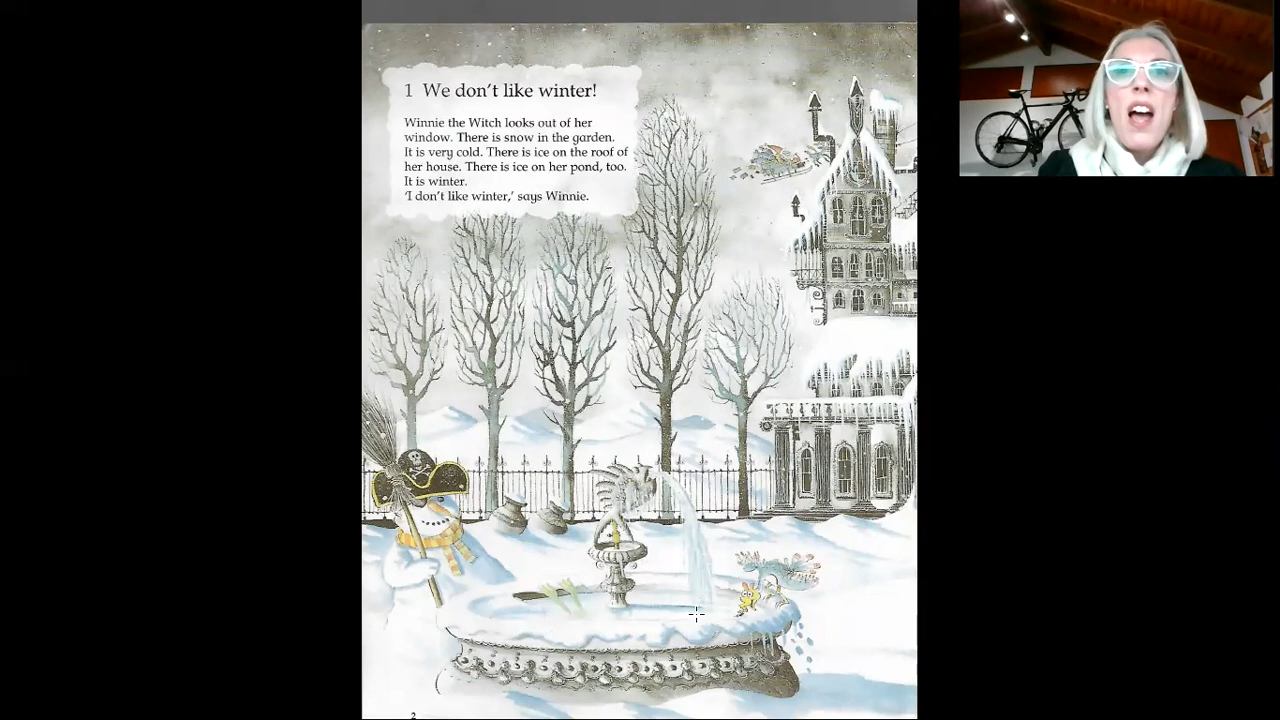 1 We don't like winter!
Winnie the Witch looks out of her
window. There is snow in the garden.
It is very cold. There is ice on the roof of
her house. There is ice on her pond, too.
It is winter.
'I don't like winter,' says Winnie.
2